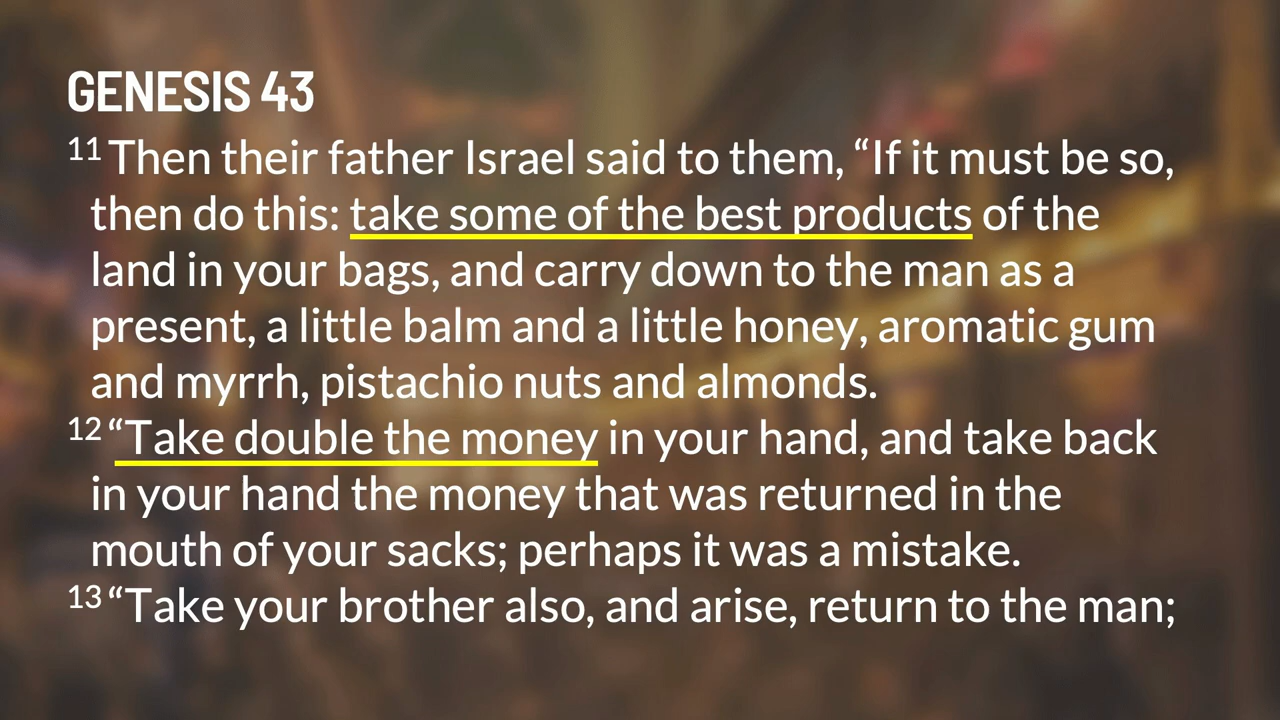 GENESIS 43
11 Then their father Israel said to them, “If it must be so,
then do this: take some of the best products of the
land in your bags, and carry down to the man as a
present, a little balm and a little honey, aromatic gum
and myrrh, pistachio nuts and almonds.
12 “Take double the money in your hand, and take back
in your hand the money that was returned in the
mouth of your sacks; perhaps it was a mistake.
13 “Take your brother also, and arise, return to the man;